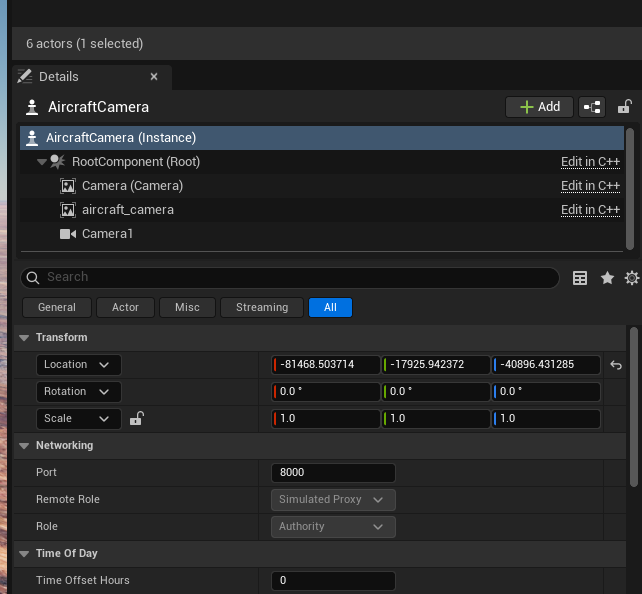 6 actors (1 selected)
Details
AircraftCamera
Add
AircraftCamera (Instance)
RootComponent (Root) Edit in C++
Camera (Camera) Edit in C++
aircraft_camera Edit in C++
Camera1
Search
General Actor Misc Streaming All
Transform
Location -81468.503714 -17925.942372 -40896.431285
Rotation 0.0 ° 0.0 ° 0.0 °
Scale 1.0 1.0 1.0
Networking
Port 8000
Remote Role Simulated Proxy
Role Authority
Time Of Day
Time Offset Hours 0